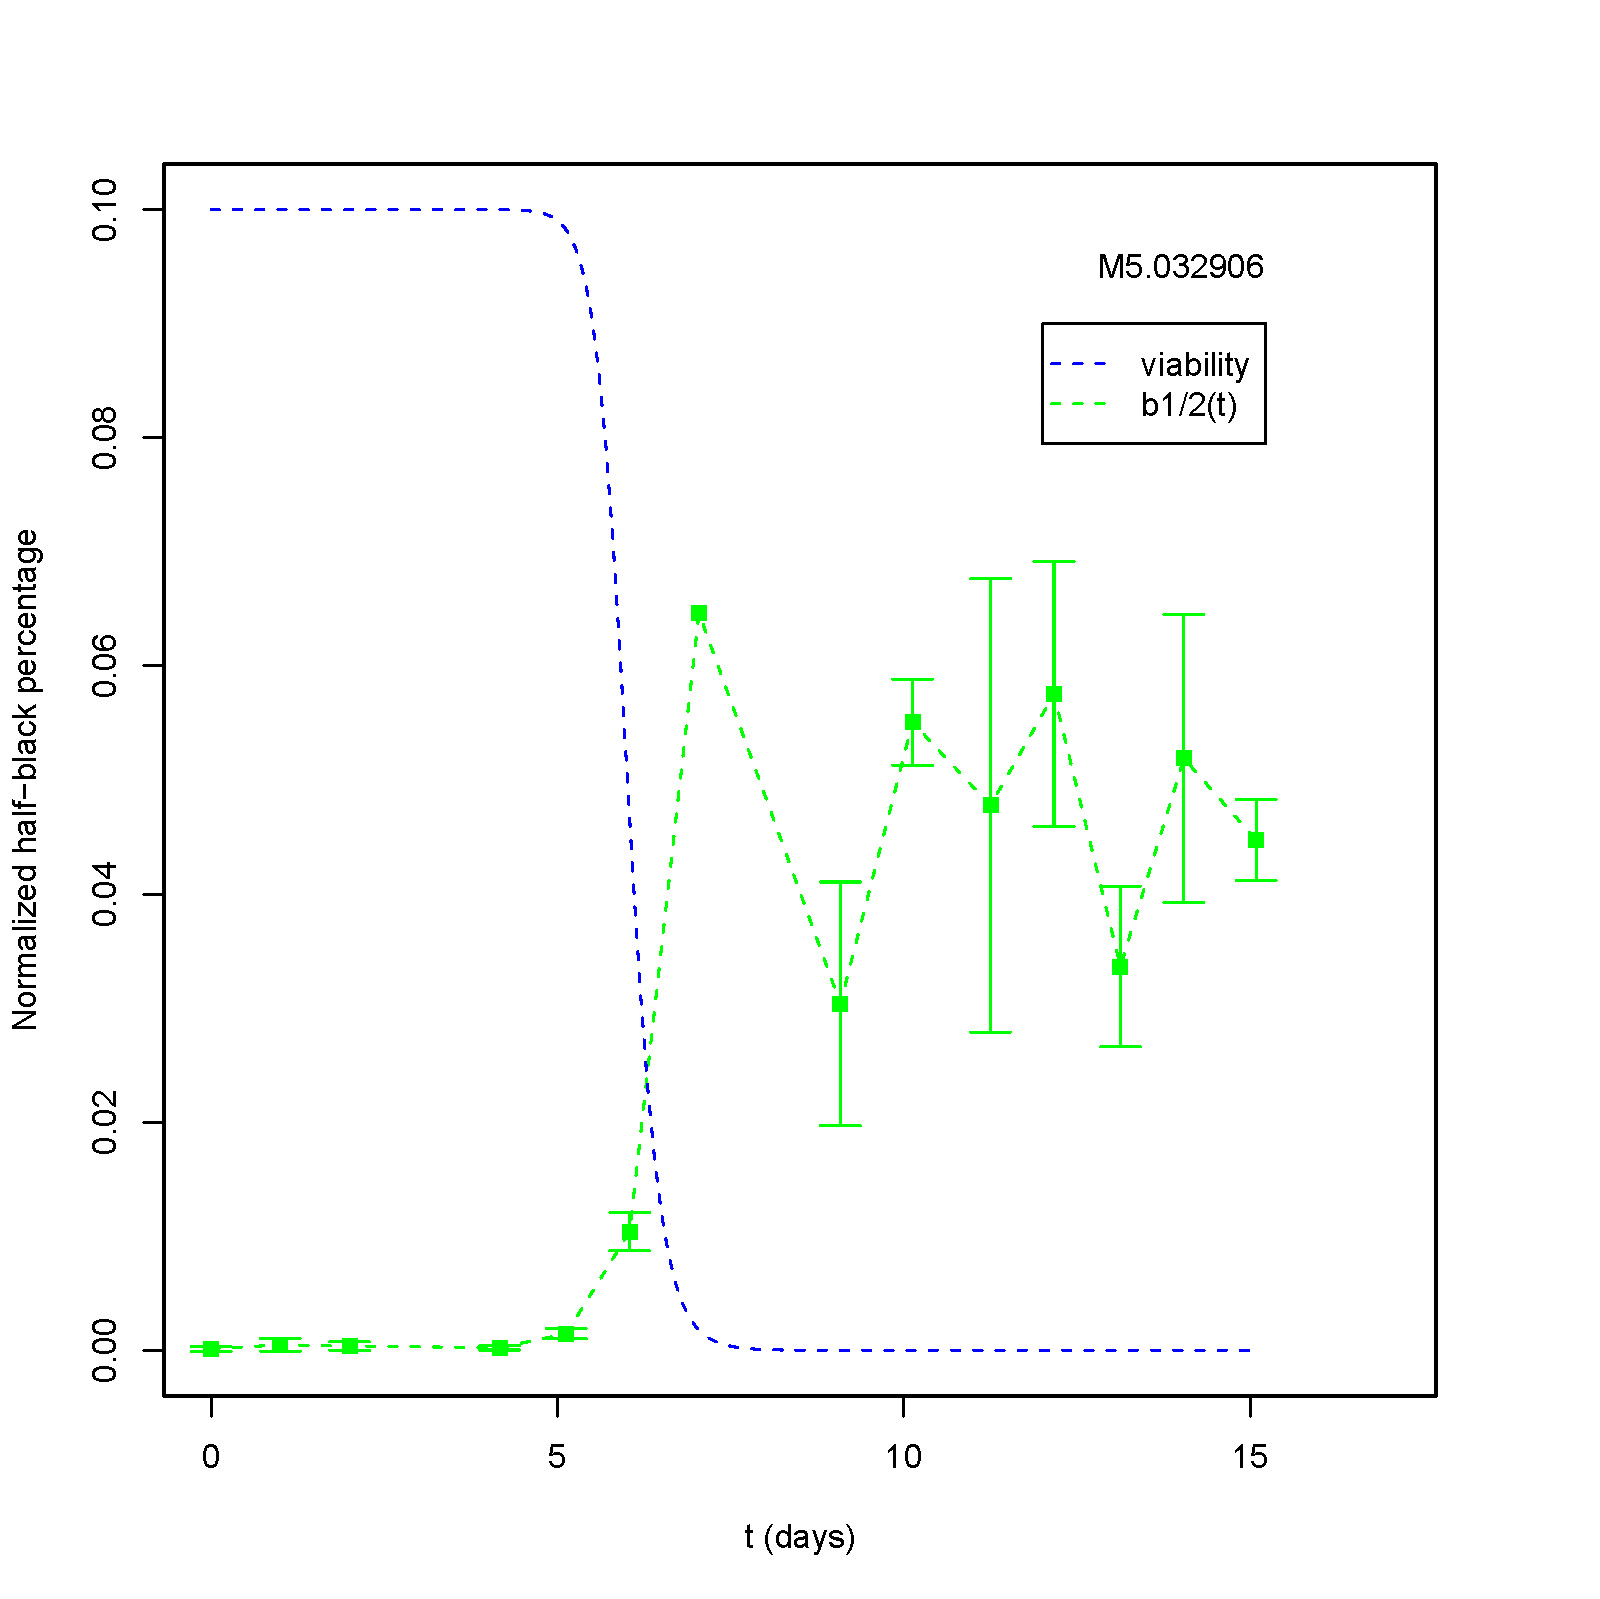 M5.032906
viability
b1/2(t)
Normalized half−black percentage
0.10
0.08
0.06
0.04
0.02
0.00
0 5 10 15
t (days)